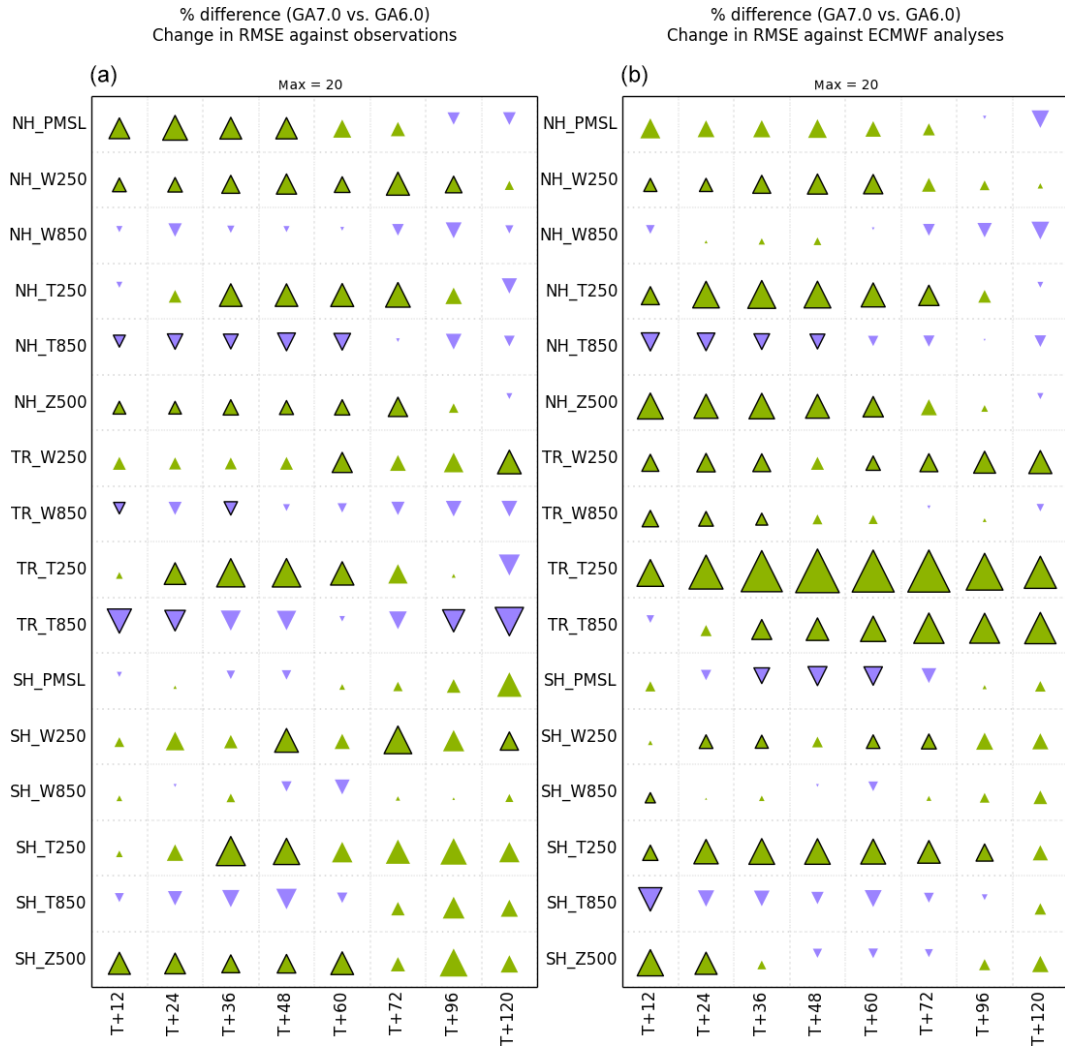 % difference (GA7.0 vs. GA6.0)
Change in RMSE against observations
(a)
Max = 20
NH_PMSL
NH_W250
NH_W850
NH_T250
NH_T850
NH_Z500
TR_W250
TR_W850
TR_T250
TR_T850
SH_PMSL
SH_W250
SH_W850
SH_T250
SH_T850
SH_Z500
T+12
T+24
T+36
T+48
T+60
T+72
T+96
T+120
% difference (GA7.0 vs. GA6.0)
Change in RMSE against ECMWF analyses
(b)
Max = 20
NH_PMSL
NH_W250
NH_W850
NH_T250
NH_T850
NH_Z500
TR_W250
TR_W850
TR_T250
TR_T850
SH_PMSL
SH_W250
SH_W850
SH_T250
SH_T850
SH_Z500
T+12
T+24
T+36
T+48
T+60
T+72
T+96
T+120